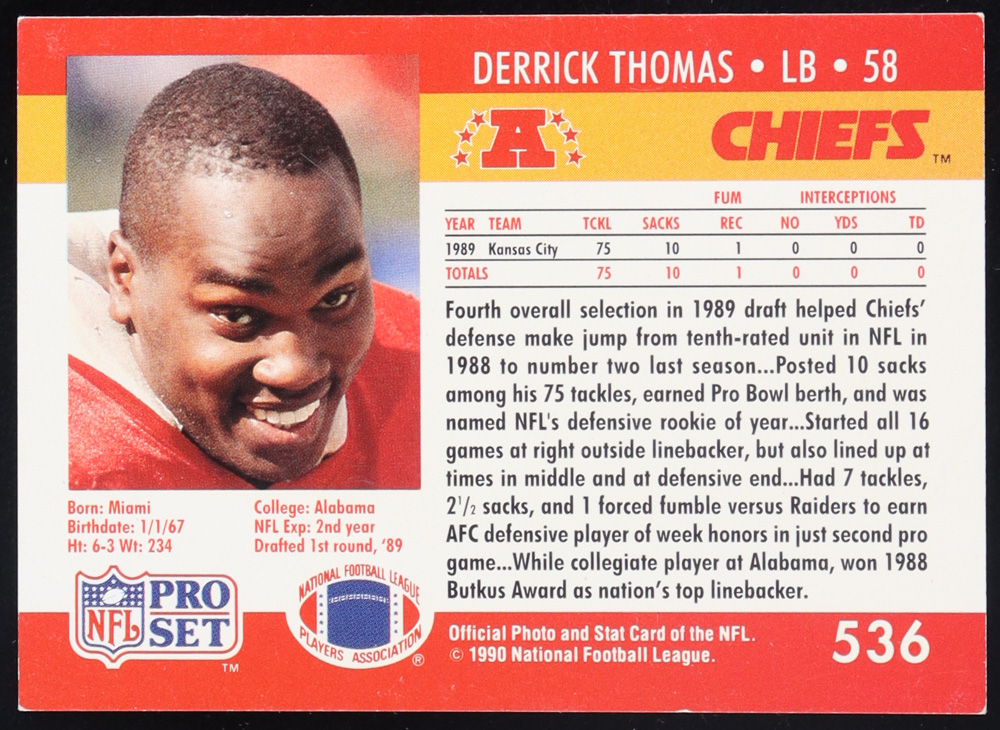 DERRICK THOMAS • LB • 58
A
CHIEFS TM
FUM INTERCEPTIONS
YEAR TEAM TCKL SACKS REC NO YDS TD
1989 Kansas City 75 10 1 0 0 0
TOTALS 75 10 1 0 0 0
Fourth overall selection in 1989 draft helped Chiefs'
defense make jump from tenth-rated unit in NFL in
1988 to number two last season...Posted 10 sacks
among his 75 tackles, earned Pro Bowl berth, and was
named NFL's defensive rookie of year...Started all 16
games at right outside linebacker, but also lined up at
times in middle and at defensive end...Had 7 tackles,
2 1/2 sacks, and 1 forced fumble versus Raiders to earn
AFC defensive player of week honors in just second pro
game...While collegiate player at Alabama, won 1988
Butkus Award as nation's top linebacker.
Born: Miami
Birthdate: 1/1/67
Ht: 6-3 Wt: 234
College: Alabama
NFL Exp: 2nd year
Drafted 1st round, '89
NFL PRO SET TM
NATIONAL FOOTBALL LEAGUE
PLAYERS ASSOCIATION ®
Official Photo and Stat Card of the NFL.
© 1990 National Football League.
536